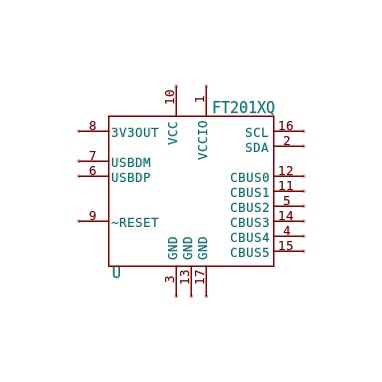 10
1
FT201XQ
8
3V3OUT
VCC
VCCIO
SCL
16
SDA
2
7
USBDM
6
USBDP
CBUS0
12
CBUS1
11
CBUS2
5
9
~RESET
CBUS3
14
CBUS4
4
CBUS5
15
GND
GND
GND
U
3
13
17